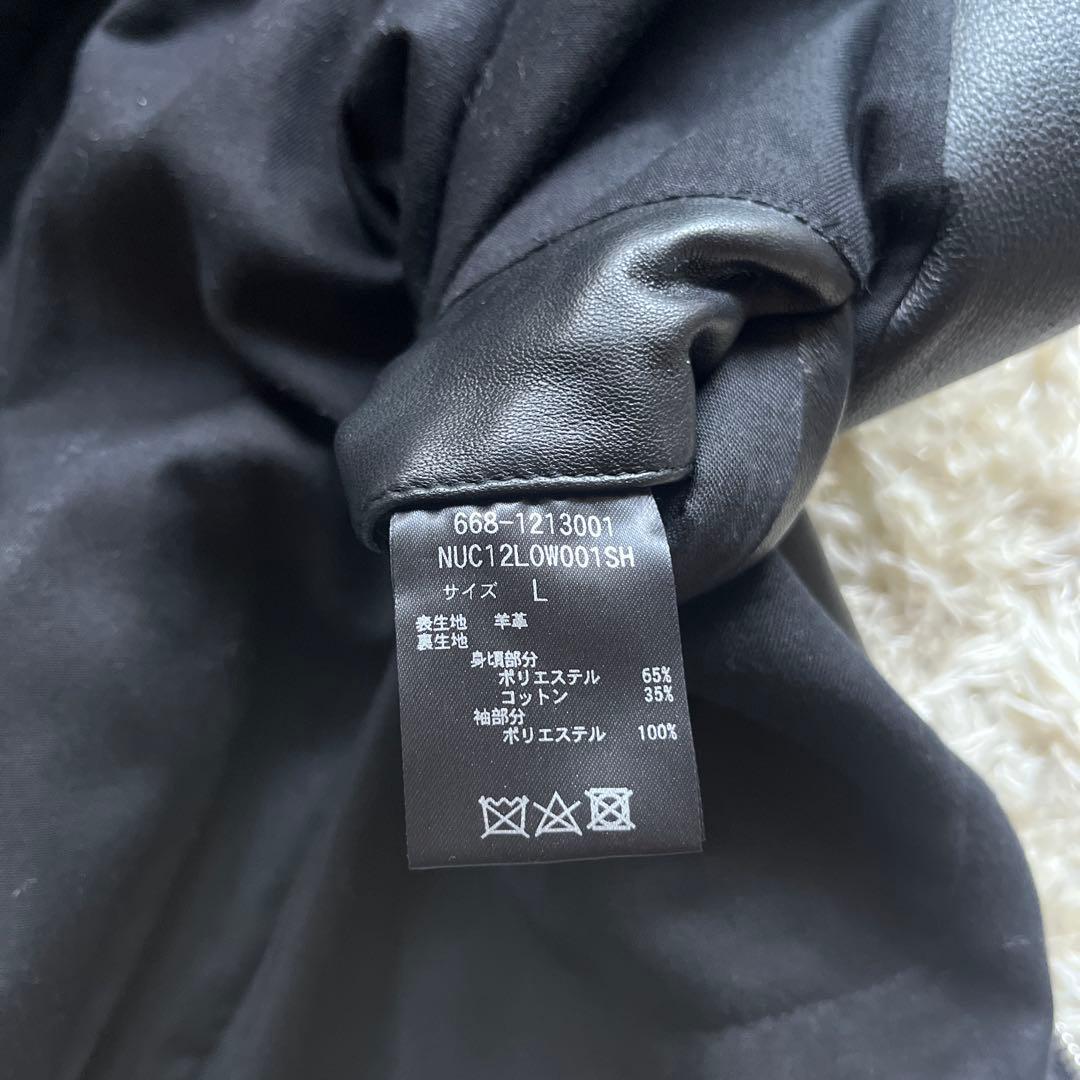 668-1213001
NUC12LOW001SH
サイズ L
表生地 羊革
裏生地
身頃部分
ポリエステル 65%
コットン 35%
袖部分
ポリエステル 100%